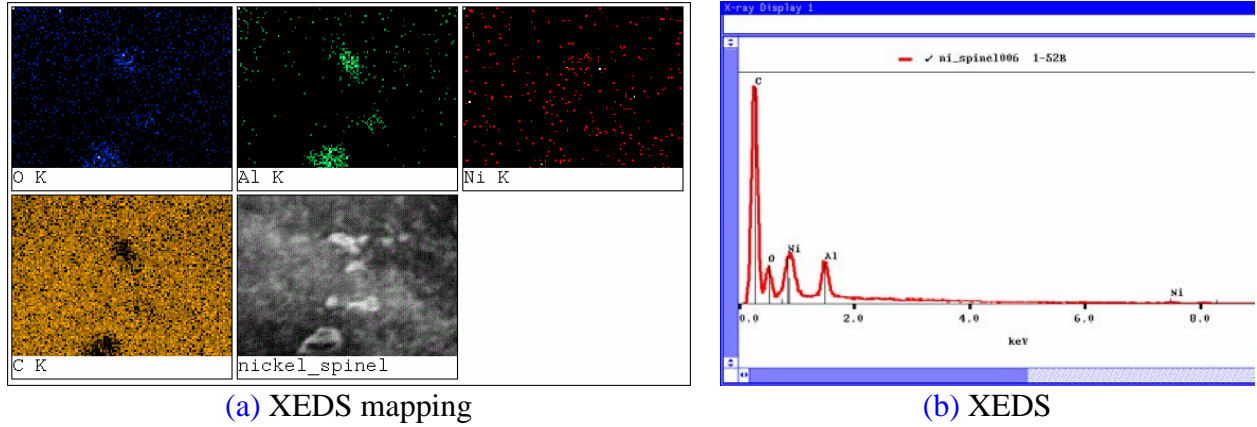 O K
Al K
Ni K
C K
nickel_spinel
(a) XEDS mapping
X-ray Display 1
✓ ni_spinel006 1-52B
C
O
Ni
Al
Ni
0.0 2.0 4.0 6.0 8.0
keV
(b) XEDS